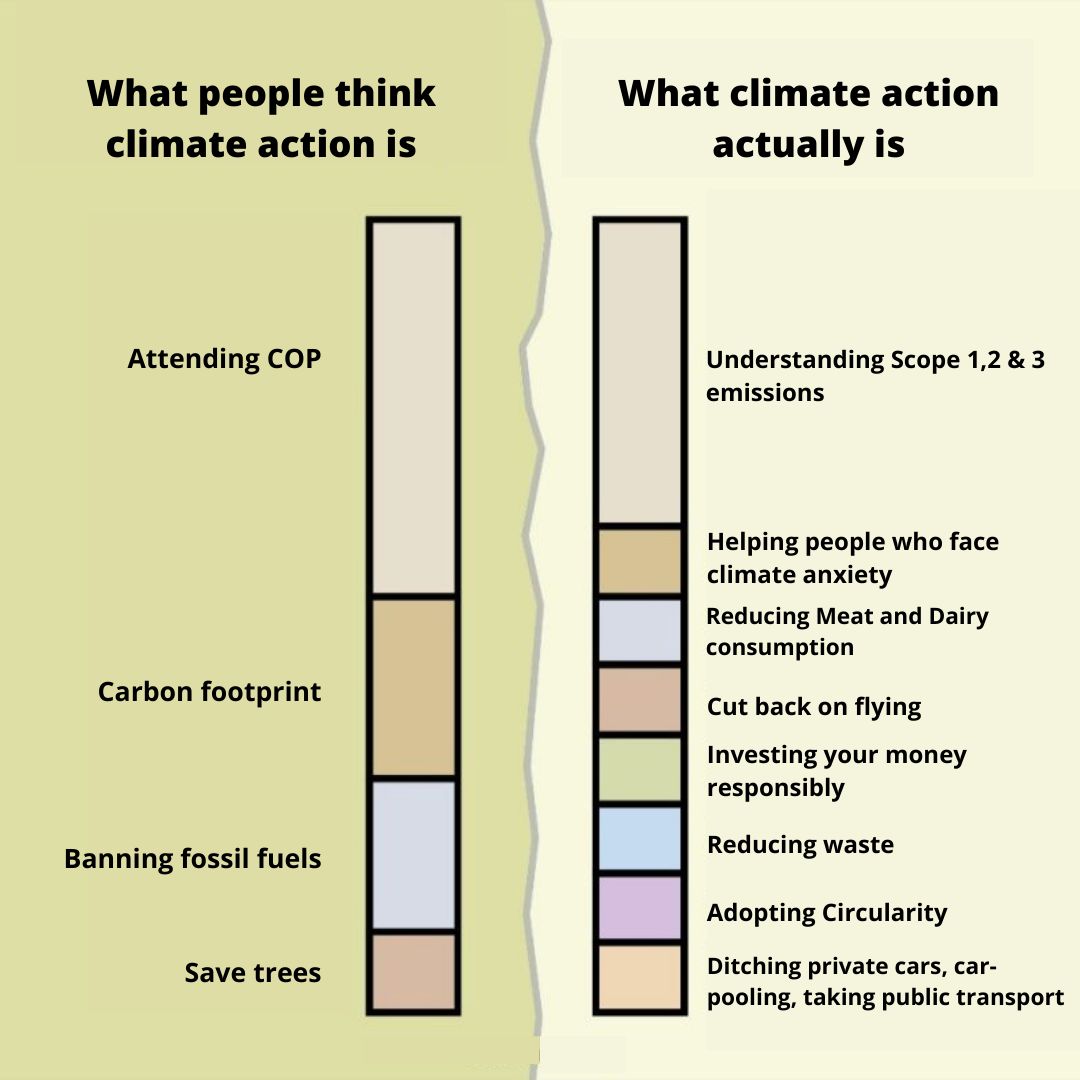 What people think
climate action is
Attending COP
Carbon footprint
Banning fossil fuels
Save trees
What climate action
actually is
Understanding Scope 1,2 & 3
emissions
Helping people who face
climate anxiety
Reducing Meat and Dairy
consumption
Cut back on flying
Investing your money
responsibly
Reducing waste
Adopting Circularity
Ditching private cars, car-
pooling, taking public transport